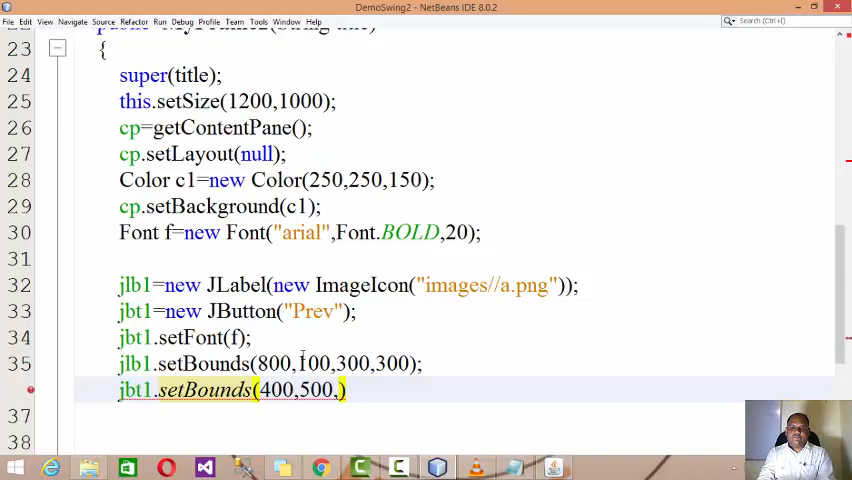 DemoSwing2 - NetBeans IDE 8.0.2
File Edit View Navigate Source Refactor Run Debug Profile Team Tools Window Help
Search (Ctrl+I)
23 {
24 super(title);
25 this.setSize(1200,1000);
26 cp=getContentPane();
27 cp.setLayout(null);
28 Color c1=new Color(250,250,150);
29 cp.setBackground(c1);
30 Font f=new Font("arial",Font.BOLD,20);
31
32 jlb1=new JLabel(new ImageIcon("images//a.png"));
33 jbt1=new JButton("Prev");
34 jbt1.setFont(f);
35 jlb1.setBounds(800,100,300,300);
jbt1.setBounds(400,500,)
37
38